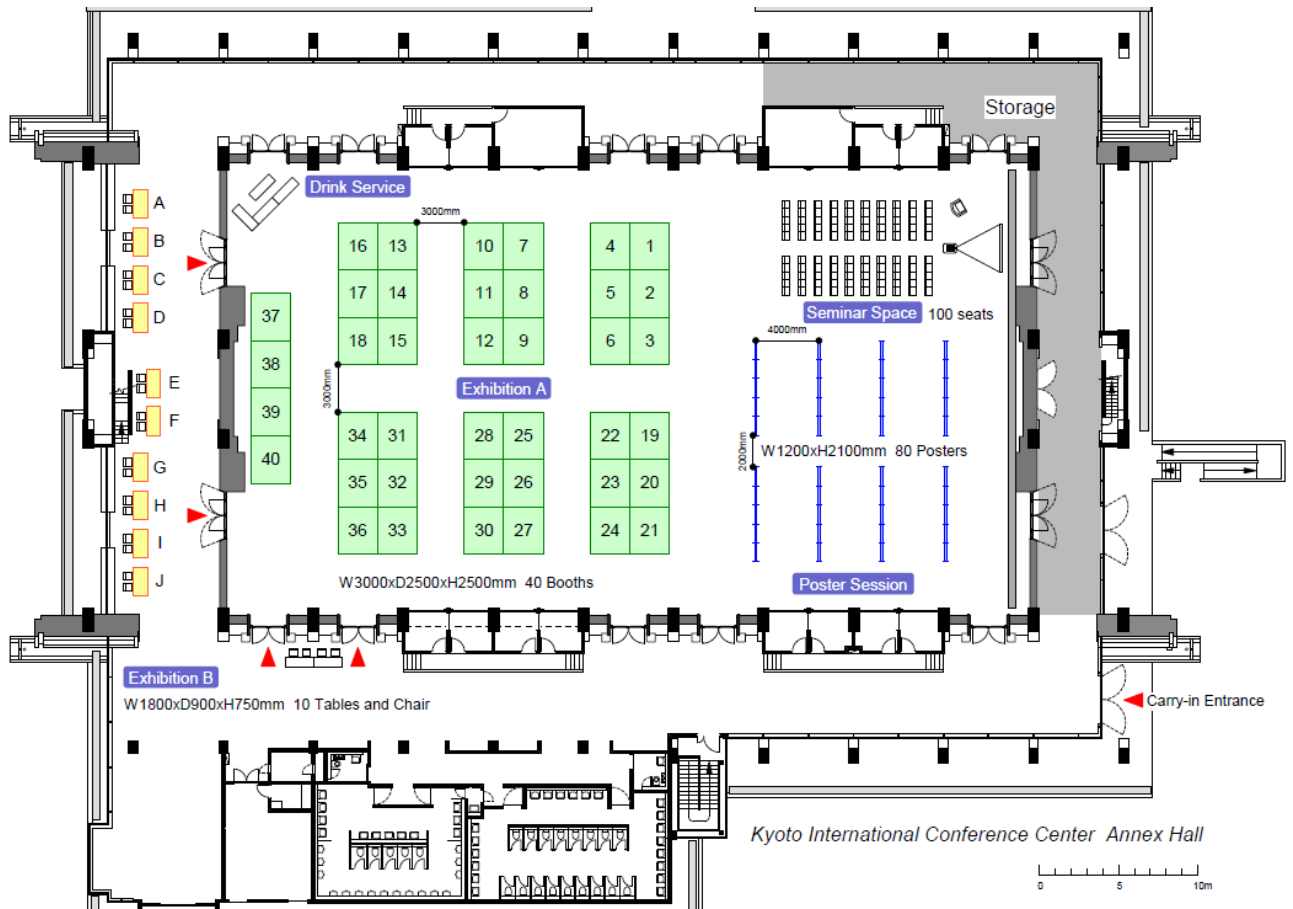 Storage
Drink Service
3000mm
A
B
C
D
E
F
G
H
I
J
16 13
17 14
18 15
10 7
11 8
12 9
4 1
5 2
6 3
37
38
39
40
Seminar Space 100 seats
4000mm
3000mm
Exhibition A
34 31
35 32
36 33
28 25
29 26
30 27
22 19
23 20
24 21
2000mm
W1200xH2100mm 80 Posters
W3000xD2500xH2500mm 40 Booths
Poster Session
Exhibition B
W1800xD900xH750mm 10 Tables and Chair
Carry-in Entrance
Kyoto International Conference Center Annex Hall
0 5 10m